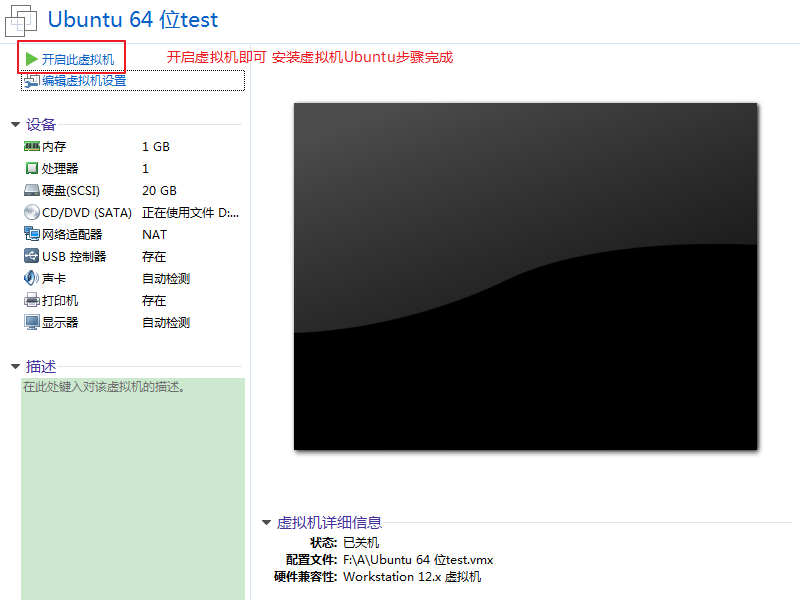 Ubuntu 64 位test
开启此虚拟机
开启虚拟机即可 安装虚拟机Ubuntu步骤完成
编辑虚拟机设置
设备
内存 1 GB
处理器 1
硬盘(SCSI) 20 GB
CD/DVD (SATA) 正在使用文件 D:...
网络适配器 NAT
USB 控制器 存在
声卡 自动检测
打印机 存在
显示器 自动检测
描述
在此处键入对该虚拟机的描述。
虚拟机详细信息
状态: 已关机
配置文件: F:\A\Ubuntu 64 位test.vmx
硬件兼容性: Workstation 12.x 虚拟机